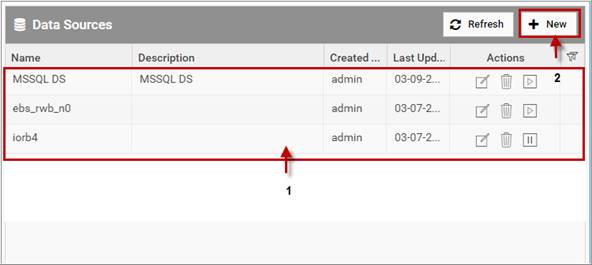 Data Sources Refresh New
Name Description Created ... Last Upd... Actions
MSSQL DS MSSQL DS admin 03-09-2...
2
ebs_rwb_n0 admin 03-07-2...
iorb4 admin 03-07-2...
1